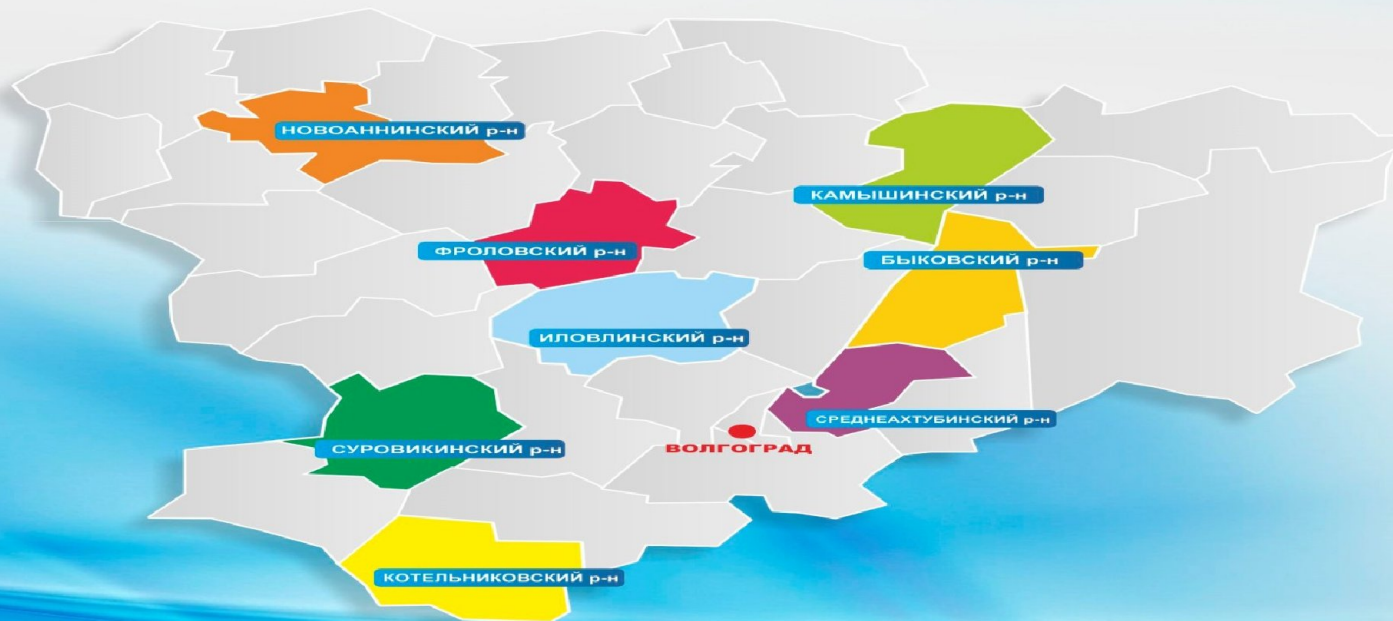 НОВОАННИНСКИЙ р-н
КАМЫШИНСКИЙ р-н
ФРОЛОВСКИЙ р-н
БЫКОВСКИЙ р-н
ИЛОВЛИНСКИЙ р-н
СРЕДНЕАХТУБИНСКИЙ р-н
ВОЛГОГРАД
СУРОВИКИНСКИЙ р-н
КОТЕЛЬНИКОВСКИЙ р-н